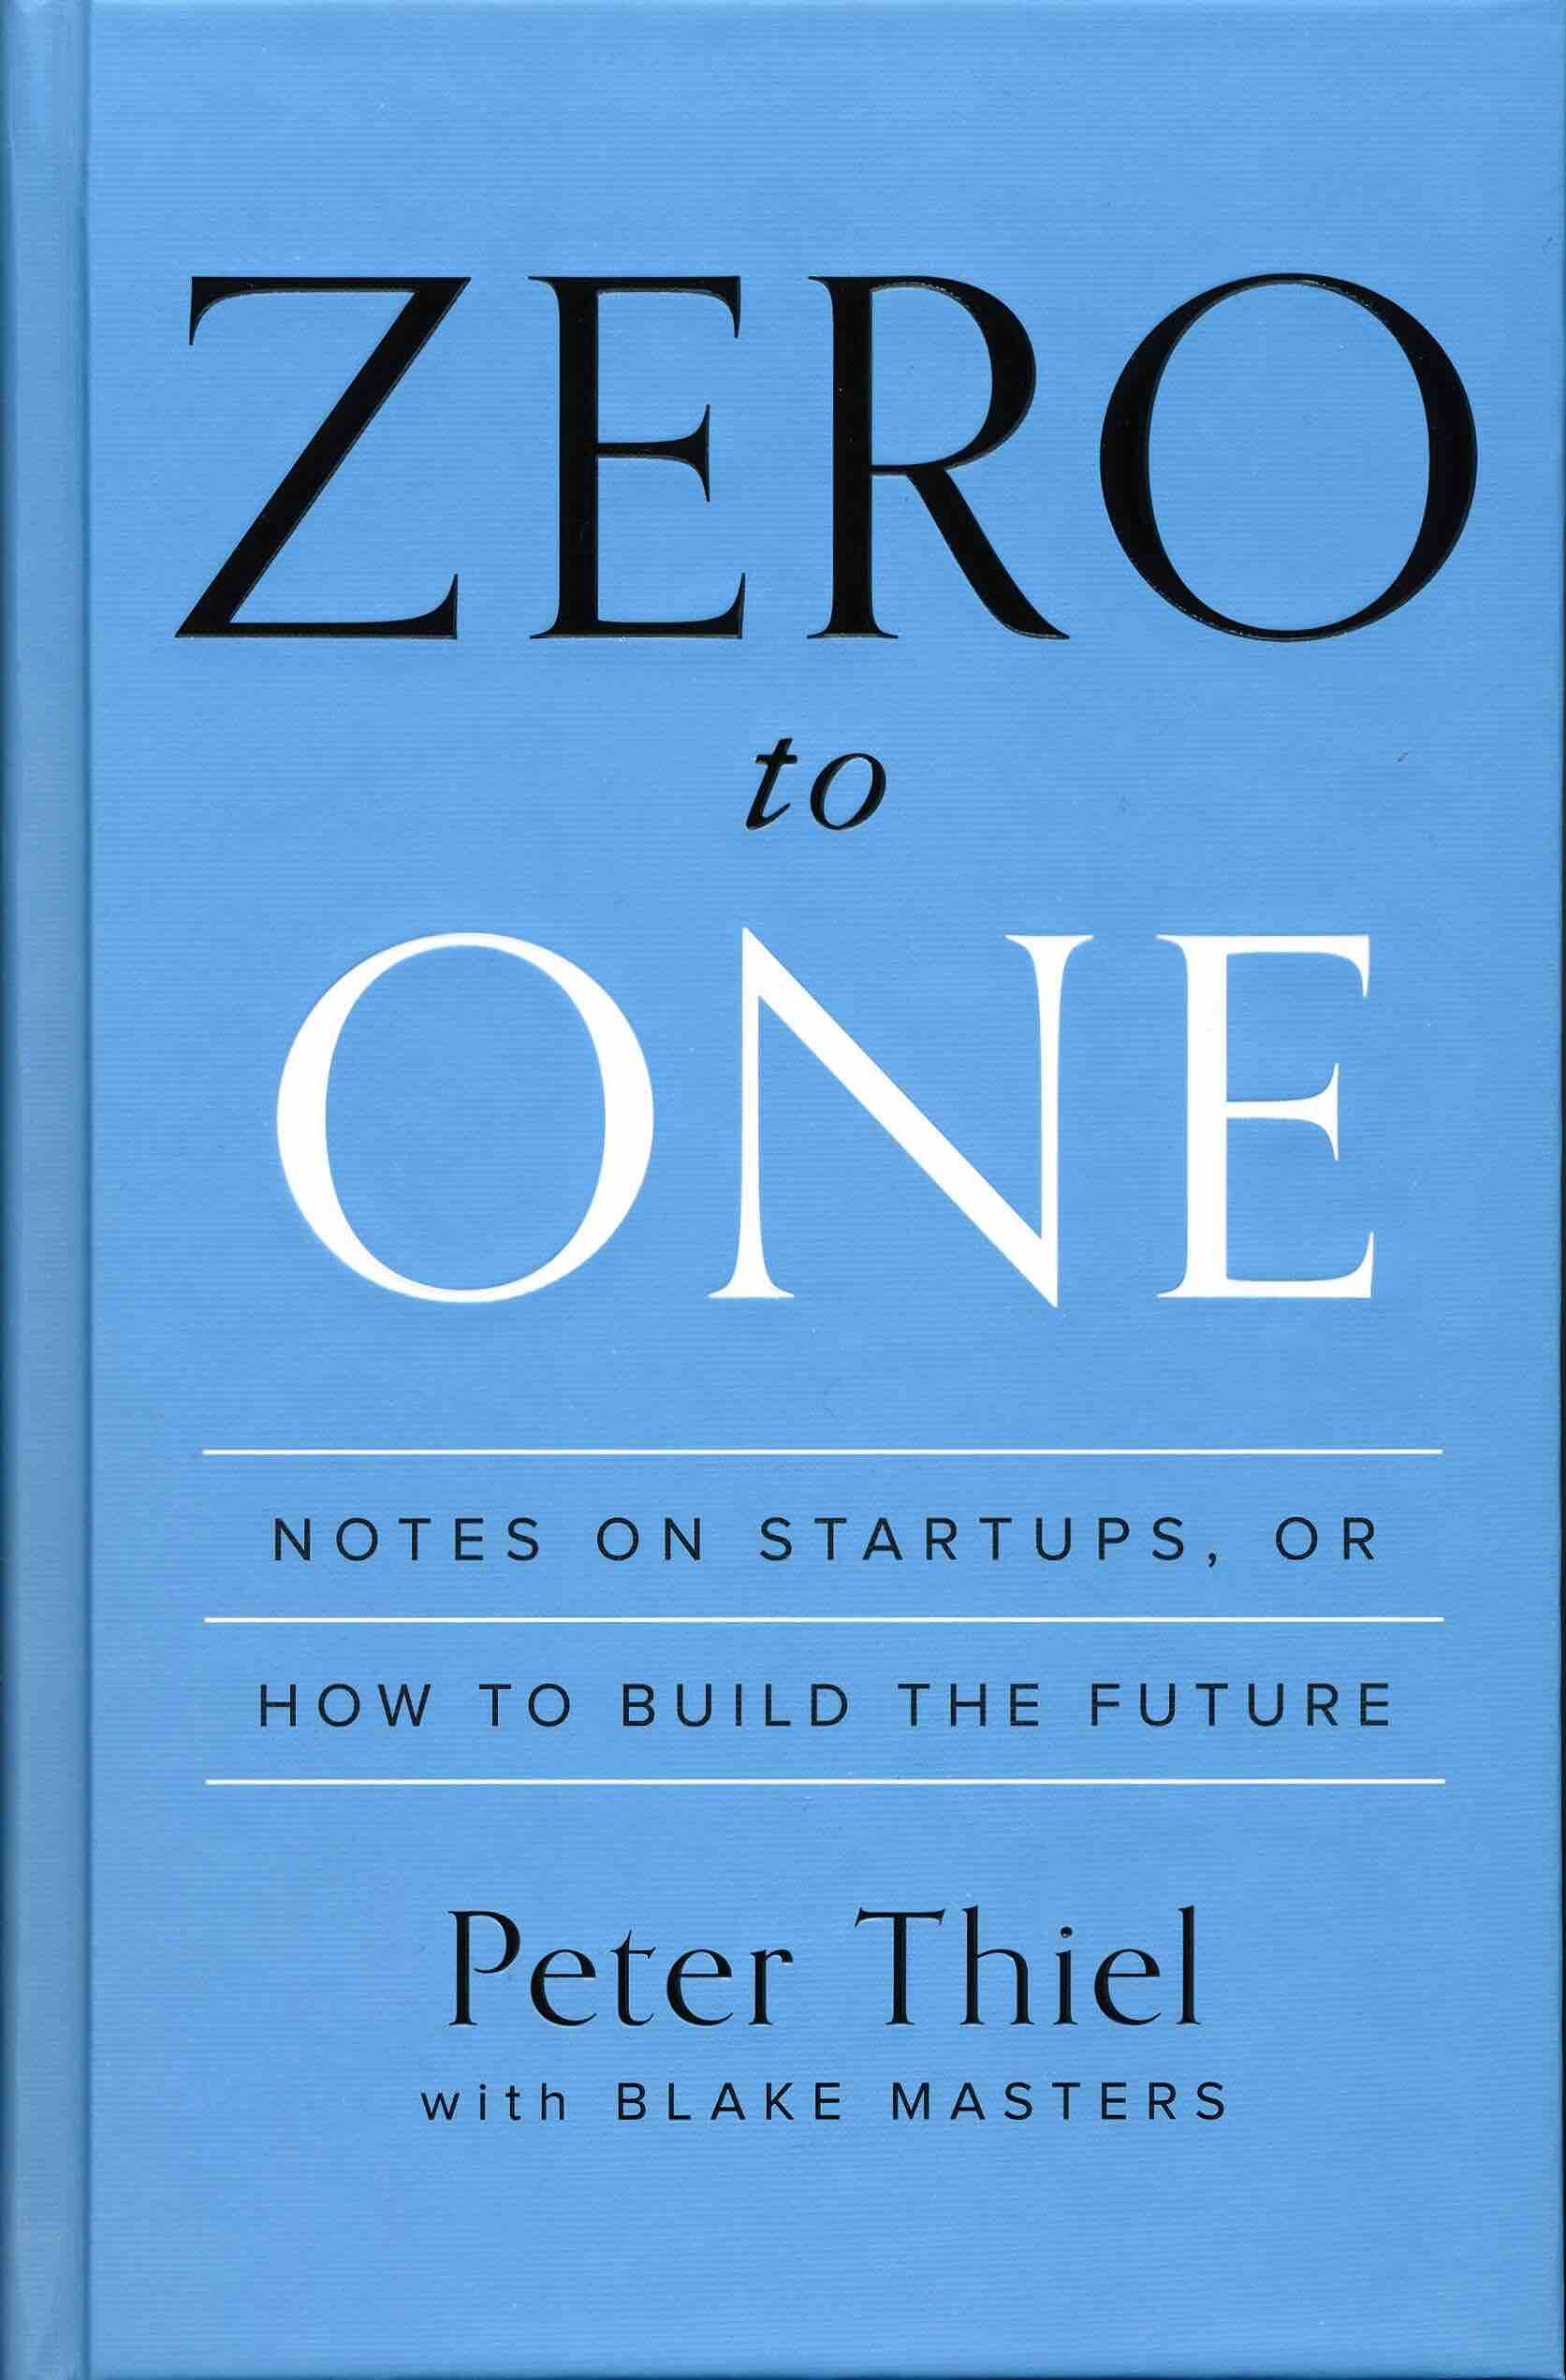 ZERO
to
ONE
NOTES ON STARTUPS, OR
HOW TO BUILD THE FUTURE
Peter Thiel
with BLAKE MASTERS